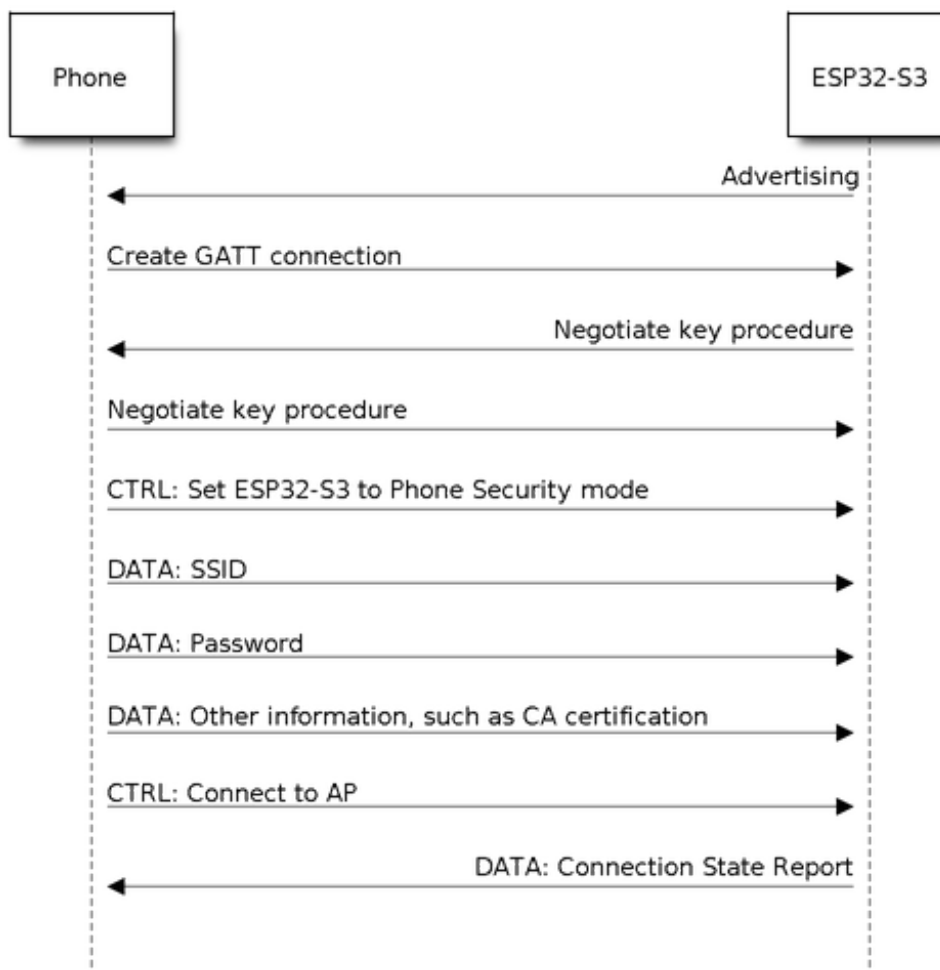 Phone
ESP32-S3
Advertising
Create GATT connection
Negotiate key procedure
Negotiate key procedure
CTRL: Set ESP32-S3 to Phone Security mode
DATA: SSID
DATA: Password
DATA: Other information, such as CA certification
CTRL: Connect to AP
DATA: Connection State Report